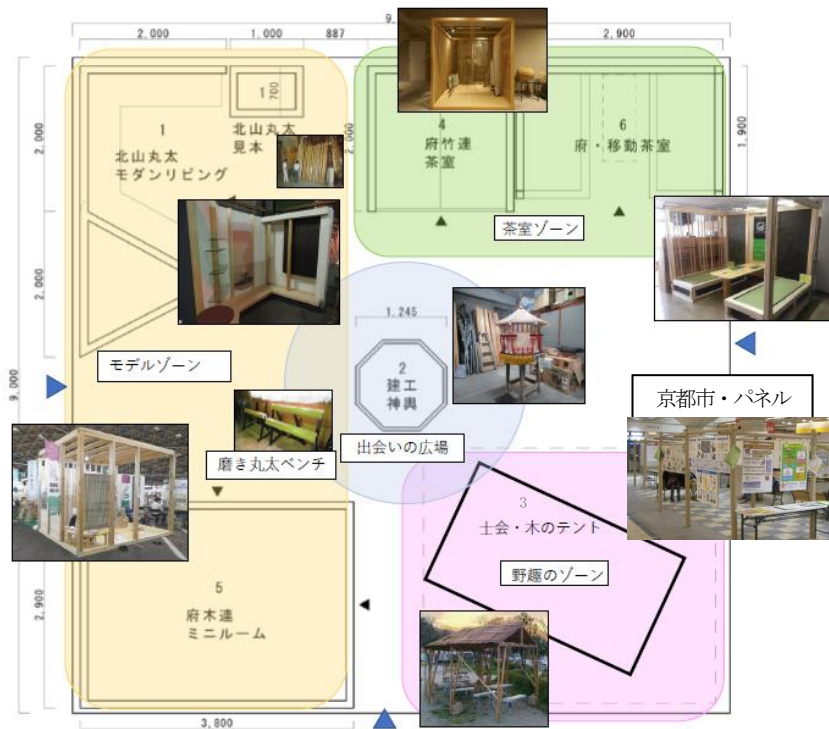 9,
2,000
1,000
887
2,900
2,000
1
北山丸太
モダンリビング
1
700
北山丸太
見本
2,000
4
府竹連
茶室
6
府・移動茶室
1,900
茶室ゾーン
2,000
9,000
モデルゾーン
1,245
2
建工
神輿
出会いの広場
磨き丸太ベンチ
京都市・パネル
3
士会・木のテント
野趣のゾーン
2,900
5
府木連
ミニルーム
3,800